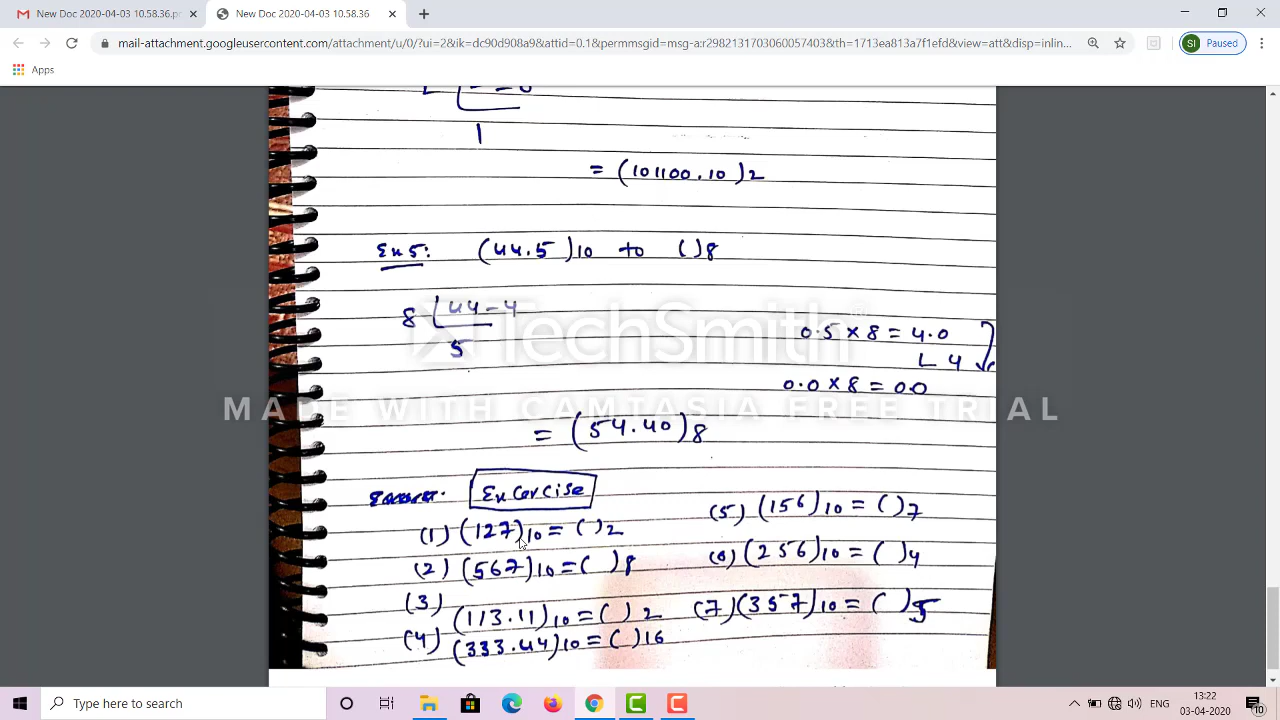 New Doc 2020-04-03 10.58.36.p
New Doc 2020-04-03 10.58.36
mail-attachment.googleusercontent.com/attachment/u/0/?ui=2&ik=dc90d908a9&attid=0.1&permmsgid=msg-a:r2982131703060057403&th=1713ea813a7f1efd&view=att&disp=inlin...
SI Paused
Apps
1
= (101100.10)2
Ex 5: (44.5)10 to ( )8
8 44 - 4
5
0.5 × 8 = 4.0
4
0.0 × 8 = 0.0
TechSmith
MADE WITH CAMTASIA FREE TRIAL
= (54.40)8
Excercise
(1) (127)10 = ( )2
(2) (567)10 = ( )8
(3) (113.11)10 = ( )2
(4) (333.44)10 = ( )16
(5) (156)10 = ( )7
(6) (256)10 = ( )4
(7) (357)10 = ( )5
Type here to search
ENG
13:22
03-04-2020